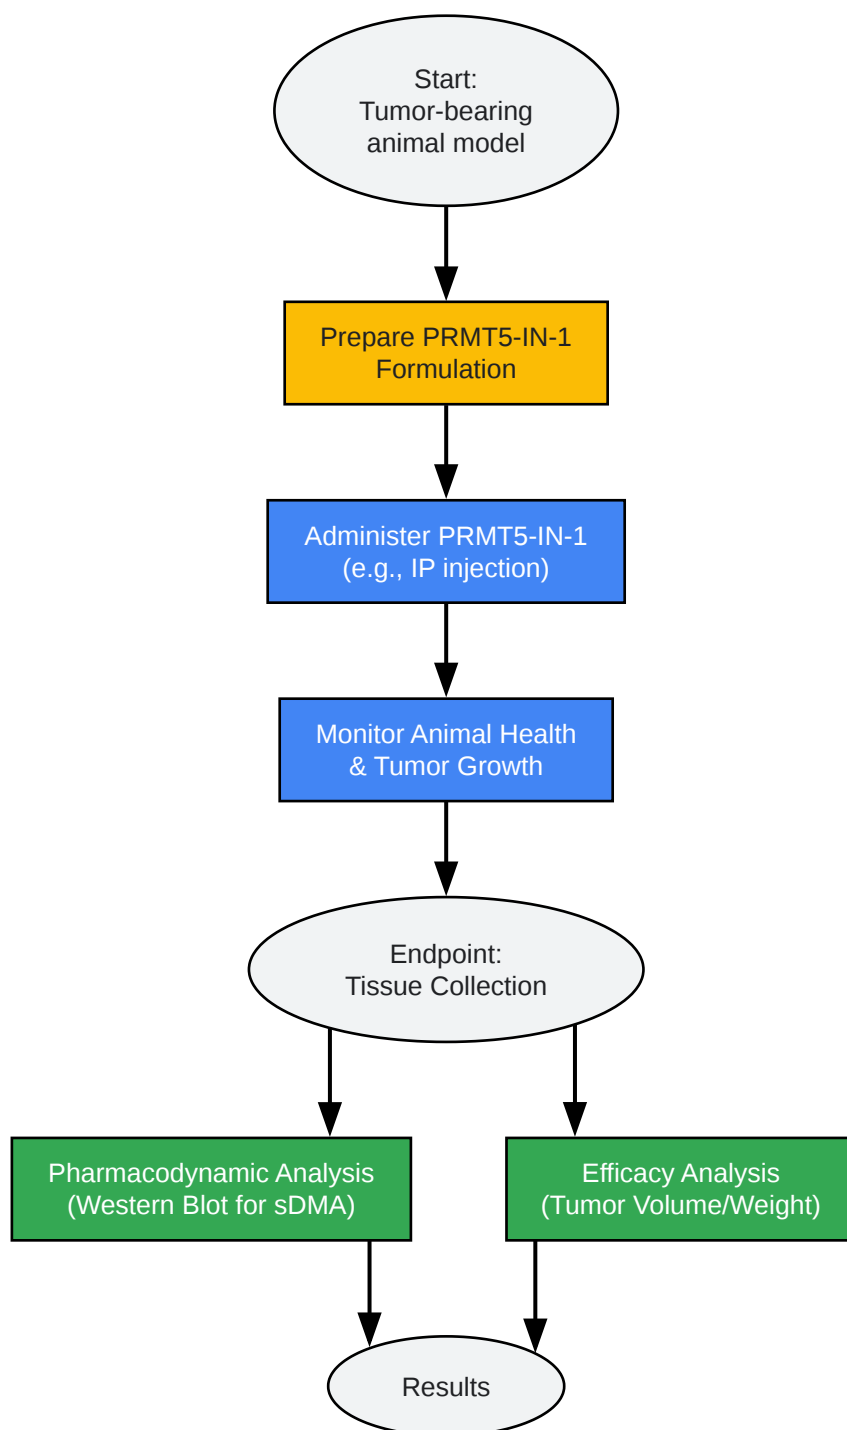 Start:
Tumor-bearing
animal model
Prepare PRMT5-IN-1
Formulation
Administer PRMT5-IN-1
(e.g., IP injection)
Monitor Animal Health
& Tumor Growth
Endpoint:
Tissue Collection
Pharmacodynamic Analysis
(Western Blot for sDMA)
Efficacy Analysis
(Tumor Volume/Weight)
Results